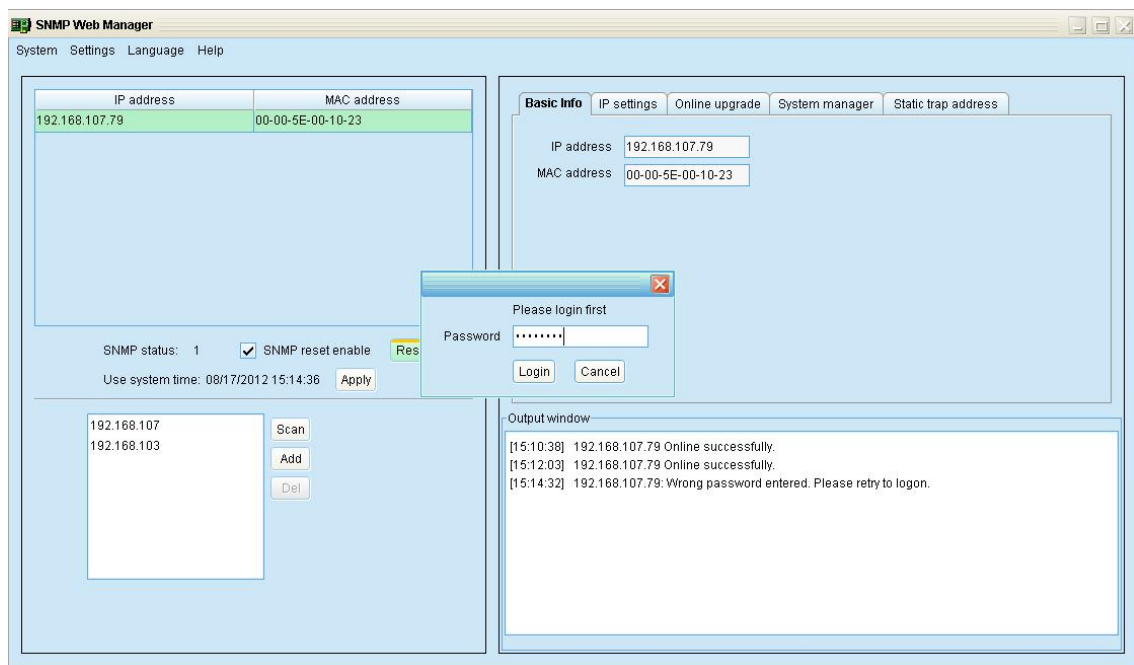 SNMP Web Manager
System Settings Language Help
IP address MAC address
192.168.107.79 00-00-5E-00-10-23
SNMP status: 1 SNMP reset enable Res
Use system time: 08/17/2012 15:14:36 Apply
192.168.107
192.168.103
Scan
Add
Del
Basic Info IP settings Online upgrade System manager Static trap address
IP address 192.168.107.79
MAC address 00-00-5E-00-10-23
Please login first
Password ••••••••
Login Cancel
Output window
[15:10:38] 192.168.107.79 Online successfully.
[15:12:03] 192.168.107.79 Online successfully.
[15:14:32] 192.168.107.79: Wrong password entered. Please retry to logon.